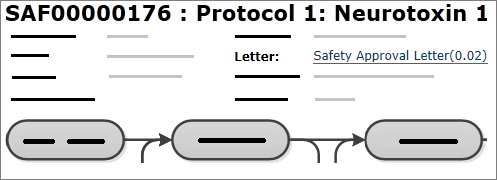 SAF00000176 : Protocol 1: Neurotoxin 1
Letter: Safety Approval Letter(0.02)